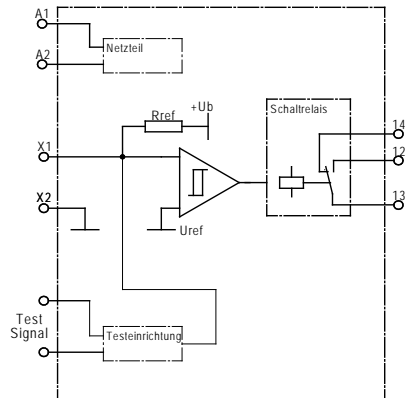 A1
Netzteil
A2
+Ub
Rref
Schaltrelais
14
X1
12
X2
13
Uref
Test
Signal
Testeinrichtung